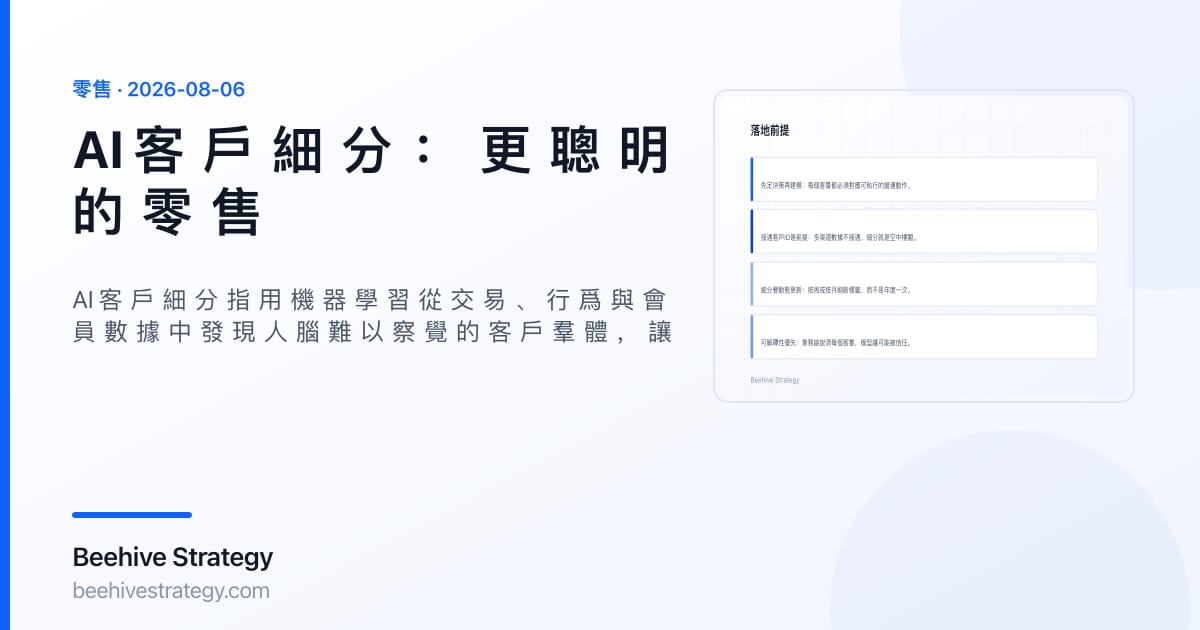 零售 · 2026-08-06
AI客戶細分：更聰明
的零售
AI客戶細分指用機器學習從交易、行爲與會
員數據中發現人腦難以察覺的客戶羣體，讓
落地前提
先定決策再建模：每個客羣都必須對應可執行的營運動作。
接通客戶ID是前提：多渠道數據不接通，細分就是空中樓閣。
細分要動態更新：按周或按月刷新標籤，而不是年度一次。
可解釋性優先：業務能說清每個客羣，模型纔可能被信任。
Beehive Strategy
Beehive Strategy
beehivestrategy.com